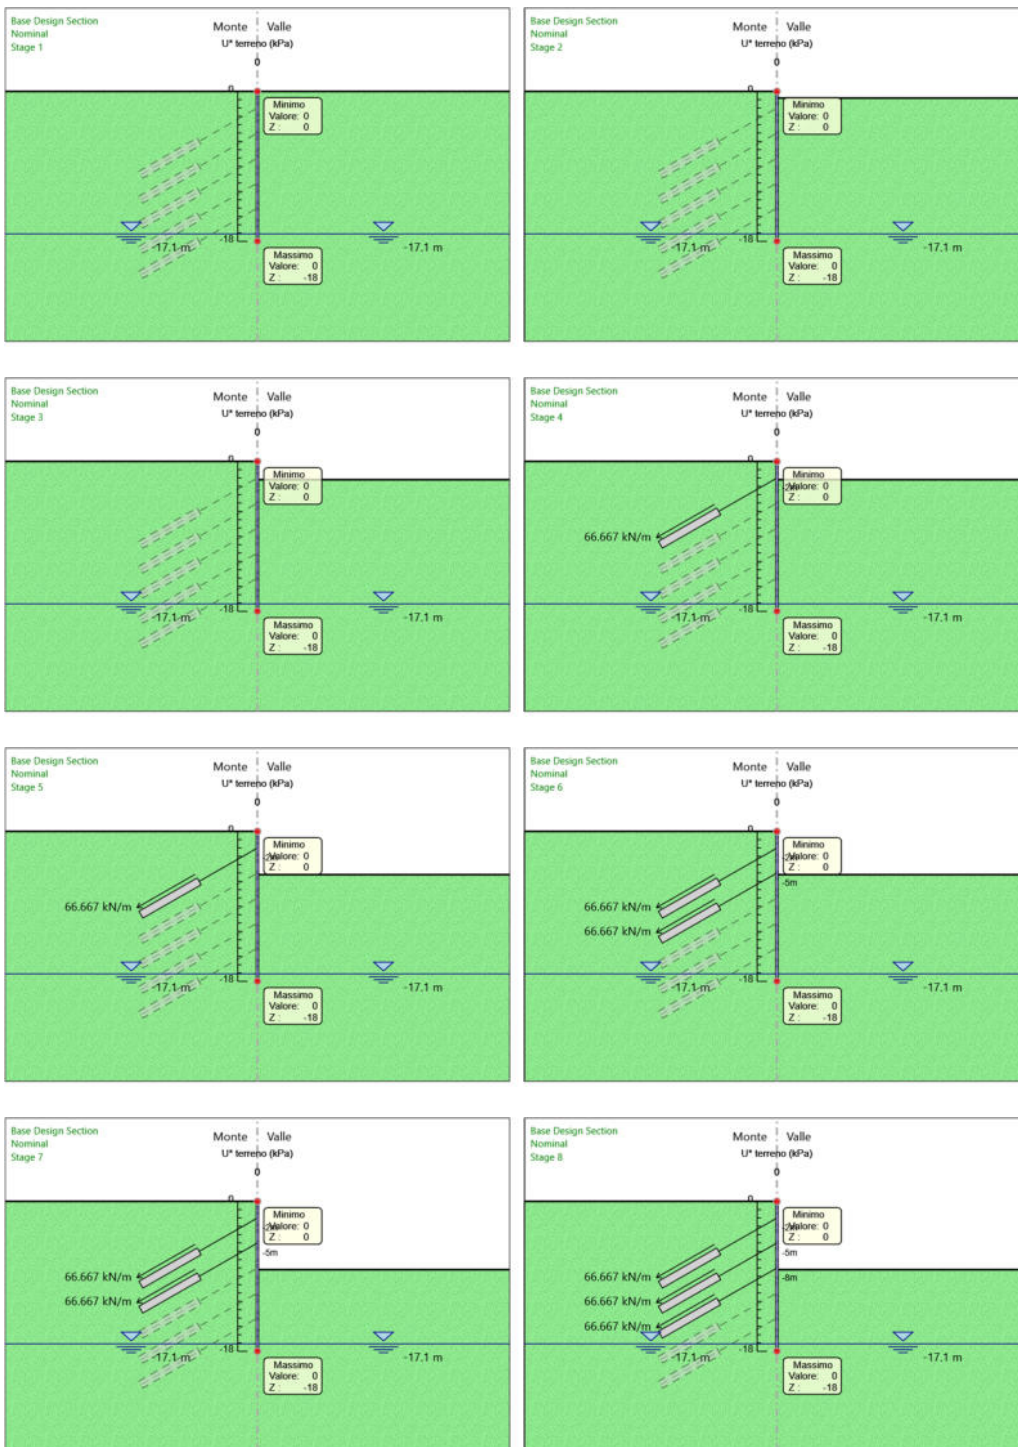 Base Design Section
Nominal
Stage 1
Monte Valle
U* terreno (kPa)
0
0
Minimo
Valore: 0
Z : 0
-17.1 m
-18
-17.1 m
Massimo
Valore: 0
Z : -18
Base Design Section
Nominal
Stage 2
Monte Valle
U* terreno (kPa)
0
0
Minimo
Valore: 0
Z : 0
-17.1 m
-18
-17.1 m
Massimo
Valore: 0
Z : -18
Base Design Section
Nominal
Stage 3
Monte Valle
U* terreno (kPa)
0
0
Minimo
Valore: 0
Z : 0
-17.1 m
-18
-17.1 m
Massimo
Valore: 0
Z : -18
Base Design Section
Nominal
Stage 4
Monte Valle
U* terreno (kPa)
0
0
Minimo
Valore: 0
Z : 0
66.667 kN/m
-17.1 m
-18
-17.1 m
Massimo
Valore: 0
Z : -18
Base Design Section
Nominal
Stage 5
Monte Valle
U* terreno (kPa)
0
0
Minimo
Valore: 0
Z : 0
66.667 kN/m
-17.1 m
-18
-17.1 m
Massimo
Valore: 0
Z : -18
Base Design Section
Nominal
Stage 6
Monte Valle
U* terreno (kPa)
0
0
Minimo
Valore: 0
Z : 0
-5m
66.667 kN/m
66.667 kN/m
-17.1 m
-18
-17.1 m
Massimo
Valore: 0
Z : -18
Base Design Section
Nominal
Stage 7
Monte Valle
U* terreno (kPa)
0
0
Minimo
Valore: 0
Z : 0
-5m
66.667 kN/m
66.667 kN/m
-17.1 m
-18
-17.1 m
Massimo
Valore: 0
Z : -18
Base Design Section
Nominal
Stage 8
Monte Valle
U* terreno (kPa)
0
0
Minimo
Valore: 0
Z : 0
-5m
-8m
66.667 kN/m
66.667 kN/m
66.667 kN/m
-17.1 m
-18
-17.1 m
Massimo
Valore: 0
Z : -18